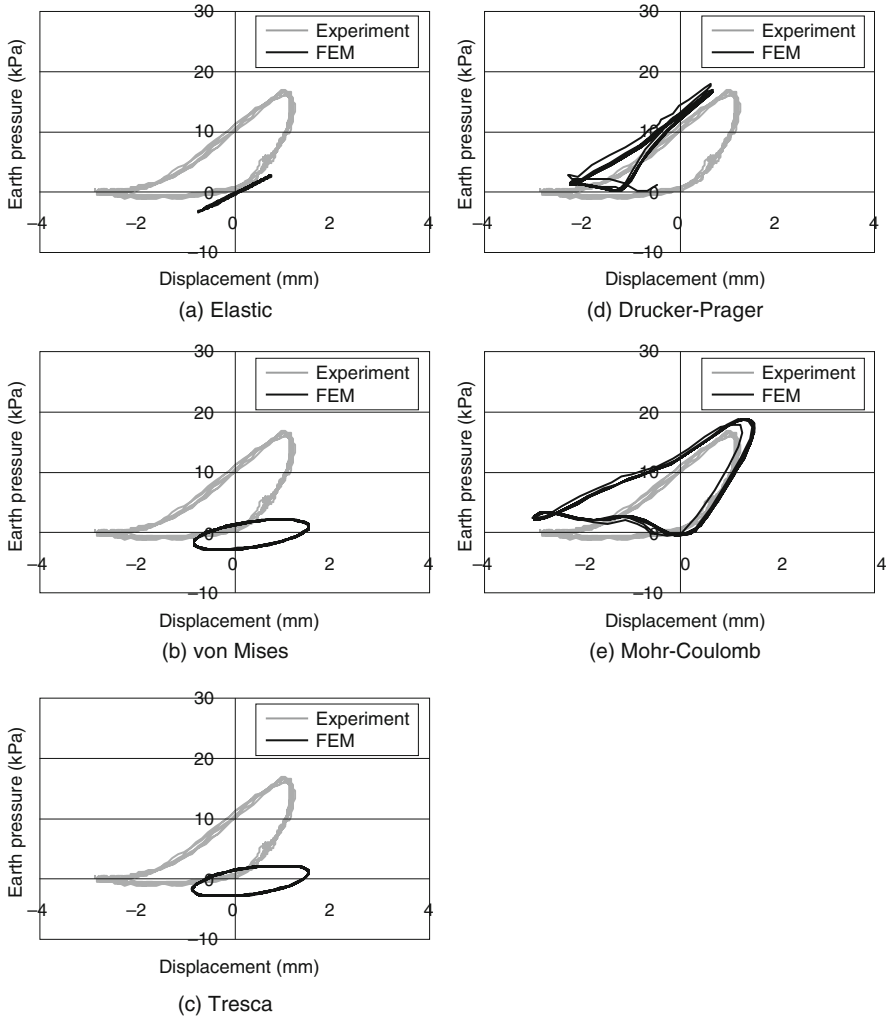 30
Experiment
FEM
20
10
0
−10
−4
−2
0
2
4
Earth pressure (kPa)
Displacement (mm)
(a) Elastic
30
Experiment
FEM
20
10
0
−10
−4
−2
0
2
4
Earth pressure (kPa)
Displacement (mm)
(b) von Mises
30
Experiment
FEM
20
10
0
−10
−4
−2
0
2
4
Earth pressure (kPa)
Displacement (mm)
(c) Tresca
30
Experiment
FEM
20
10
0
−10
−4
−2
0
2
4
Earth pressure (kPa)
Displacement (mm)
(d) Drucker-Prager
30
Experiment
FEM
20
10
0
−10
−4
−2
0
2
4
Earth pressure (kPa)
Displacement (mm)
(e) Mohr-Coulomb